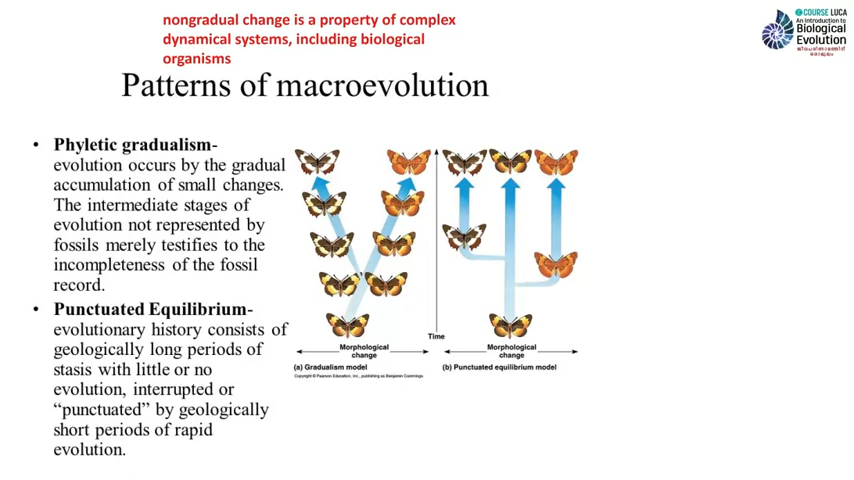 nongradual change is a property of complex
dynamical systems, including biological
organisms
COURSE LUCA
An Introduction to
Biological
Evolution
Patterns of macroevolution
• Phyletic gradualism-
evolution occurs by the gradual
accumulation of small changes.
The intermediate stages of
evolution not represented by
fossils merely testifies to the
incompleteness of the fossil
record.
• Punctuated Equilibrium-
evolutionary history consists of
geologically long periods of
stasis with little or no
evolution, interrupted or
“punctuated” by geologically
short periods of rapid
evolution.
Time
Morphological
change
(a) Gradualism model
Copyright © Pearson Education, Inc., publishing as Benjamin Cummings.
Morphological
change
(b) Punctuated equilibrium model